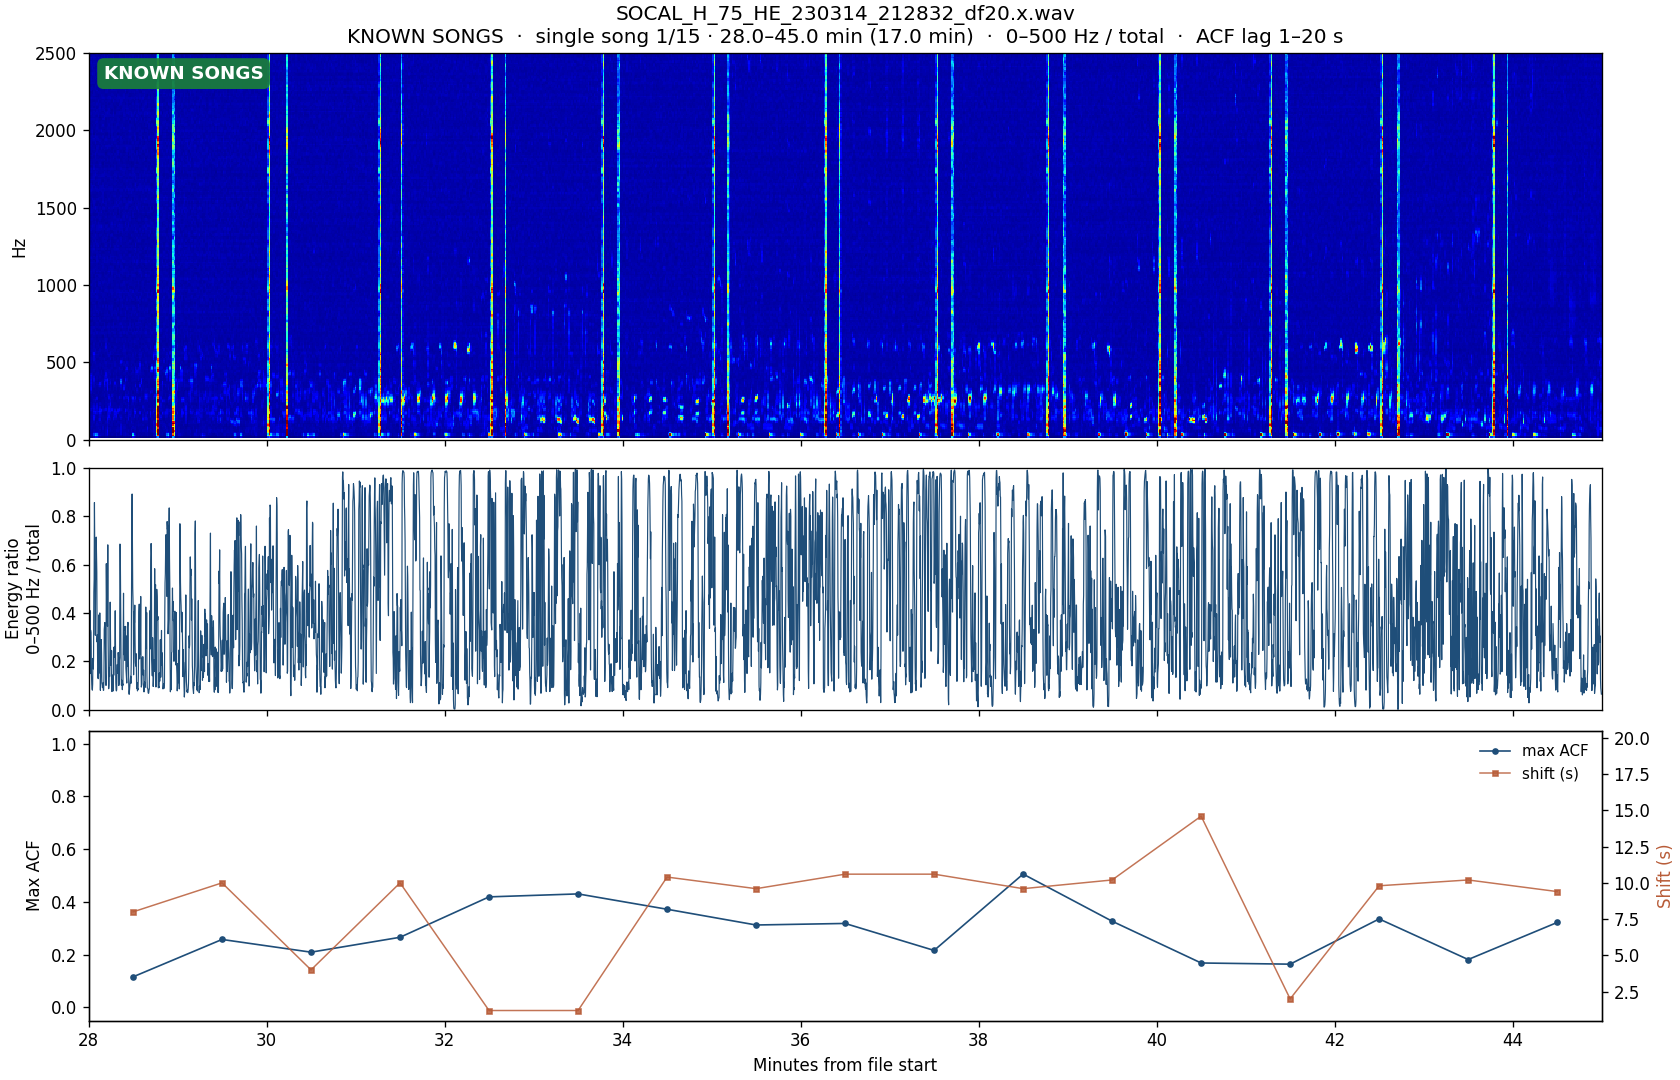 SOCAL_H_75_HE_230314_212832_df20.x.wav
KNOWN SONGS · single song 1/15 · 28.0–45.0 min (17.0 min) · 0–500 Hz / total · ACF lag 1–20 s
KNOWN SONGS
2500
2000
1500
1000
500
0
Hz
1.0
0.8
0.6
0.4
0.2
0.0
Energy ratio
0–500 Hz / total
1.0
0.8
0.6
0.4
0.2
0.0
Max ACF
max ACF
shift (s)
20.0
17.5
15.0
12.5
10.0
7.5
5.0
2.5
Shift (s)
28 30 32 34 36 38 40 42 44
Minutes from file start